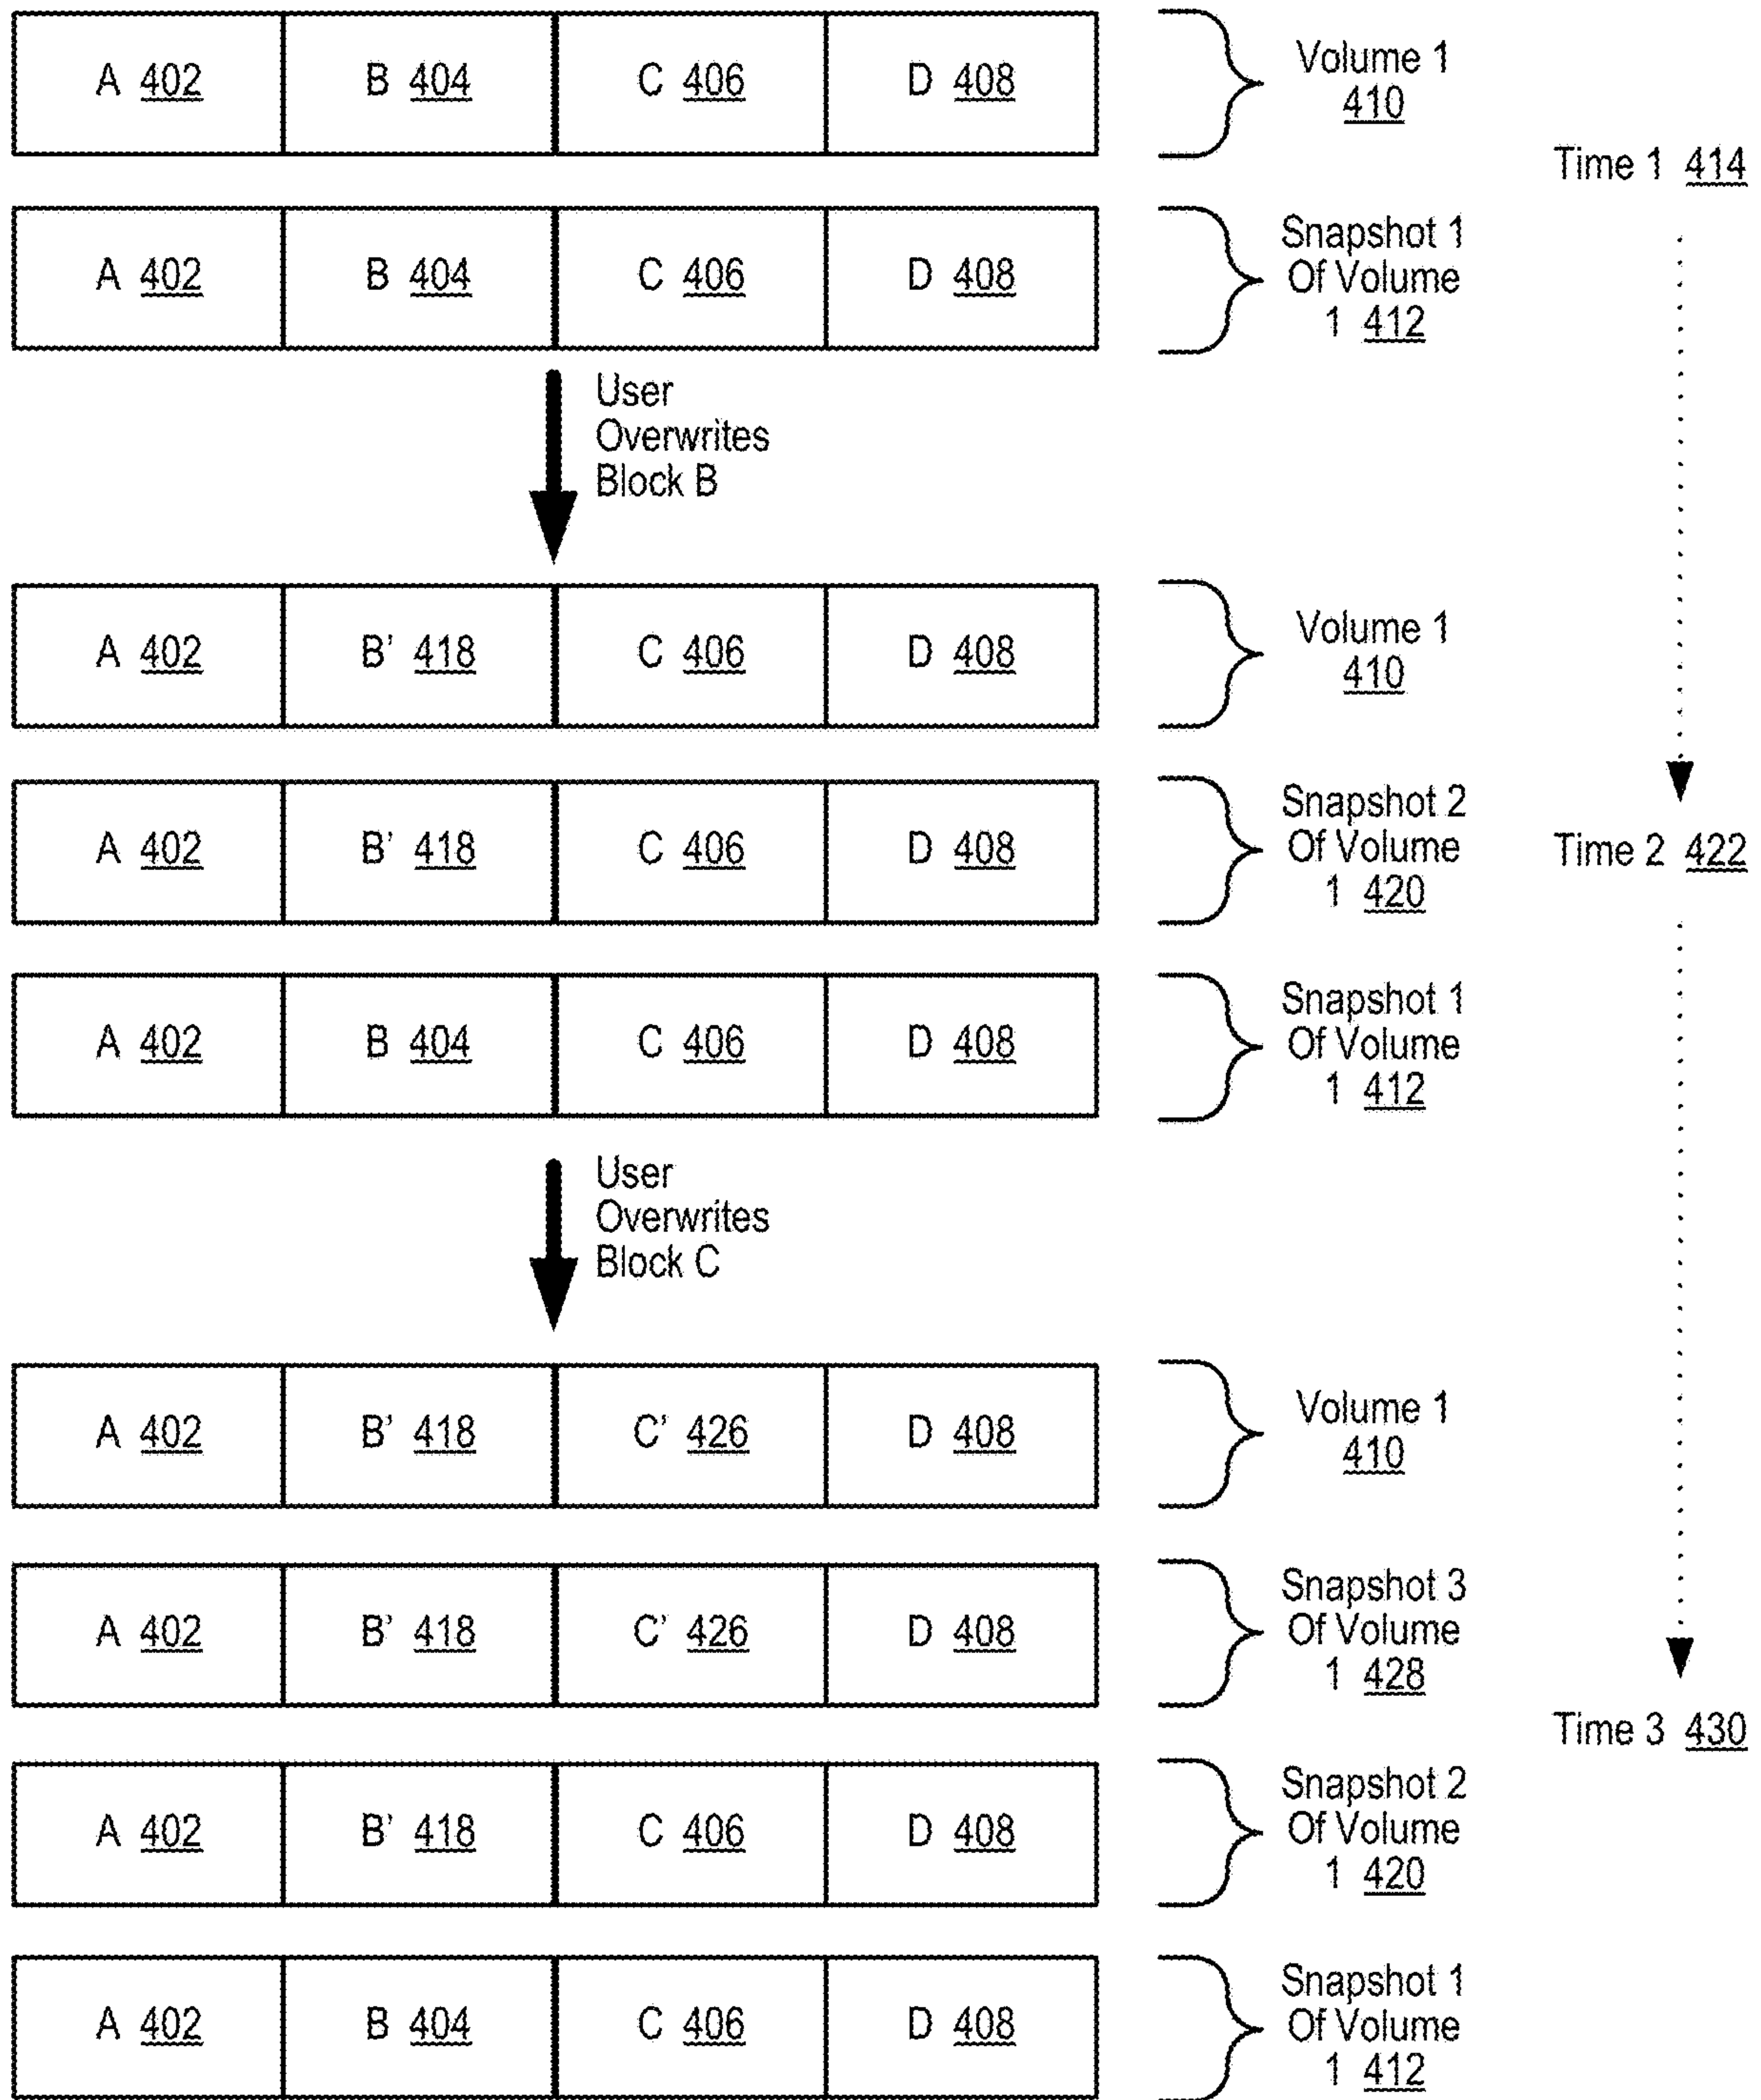 A 402 B 404 C 406 D 408
Volume 1
410
Time 1 414
A 402 B 404 C 406 D 408
Snapshot 1
Of Volume
1 412
User
Overwrites
Block B
A 402 B' 418 C 406 D 408
Volume 1
410
A 402 B' 418 C 406 D 408
Snapshot 2
Of Volume
1 420
Time 2 422
A 402 B 404 C 406 D 408
Snapshot 1
Of Volume
1 412
User
Overwrites
Block C
A 402 B' 418 C' 426 D 408
Volume 1
410
A 402 B' 418 C' 426 D 408
Snapshot 3
Of Volume
1 428
Time 3 430
A 402 B' 418 C 406 D 408
Snapshot 2
Of Volume
1 420
A 402 B 404 C 406 D 408
Snapshot 1
Of Volume
1 412